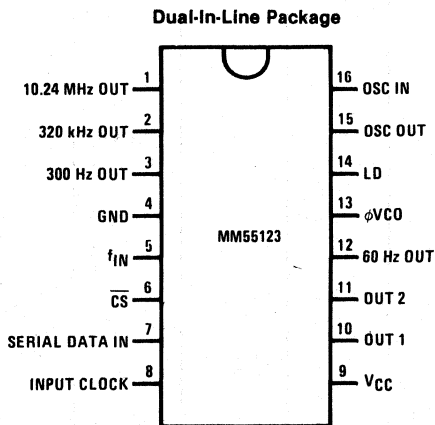 Dual-In-Line Package
10.24 MHz OUT 1
320 kHz OUT 2
300 Hz OUT 3
GND 4
fIN 5
CS 6
SERIAL DATA IN 7
INPUT CLOCK 8
MM55123
16 OSC IN
15 OSC OUT
14 LD
13 φVCO
12 60 Hz OUT
11 OUT 2
10 OUT 1
9 VCC